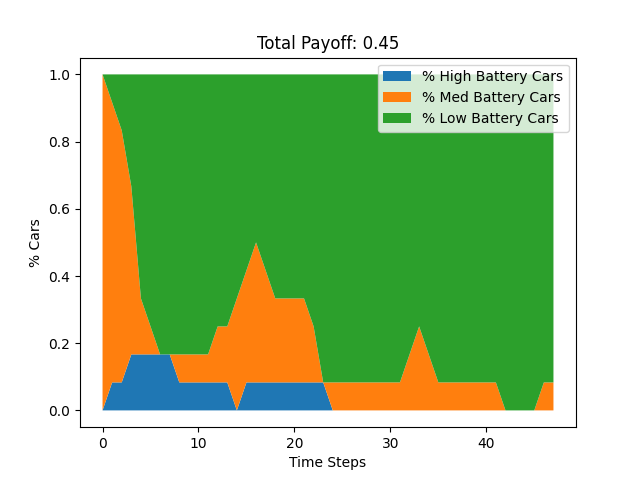 Total Payoff: 0.45
% High Battery Cars
% Med Battery Cars
% Low Battery Cars
1.0
0.8
0.6
0.4
0.2
0.0
% Cars
0
10
20
30
40
Time Steps